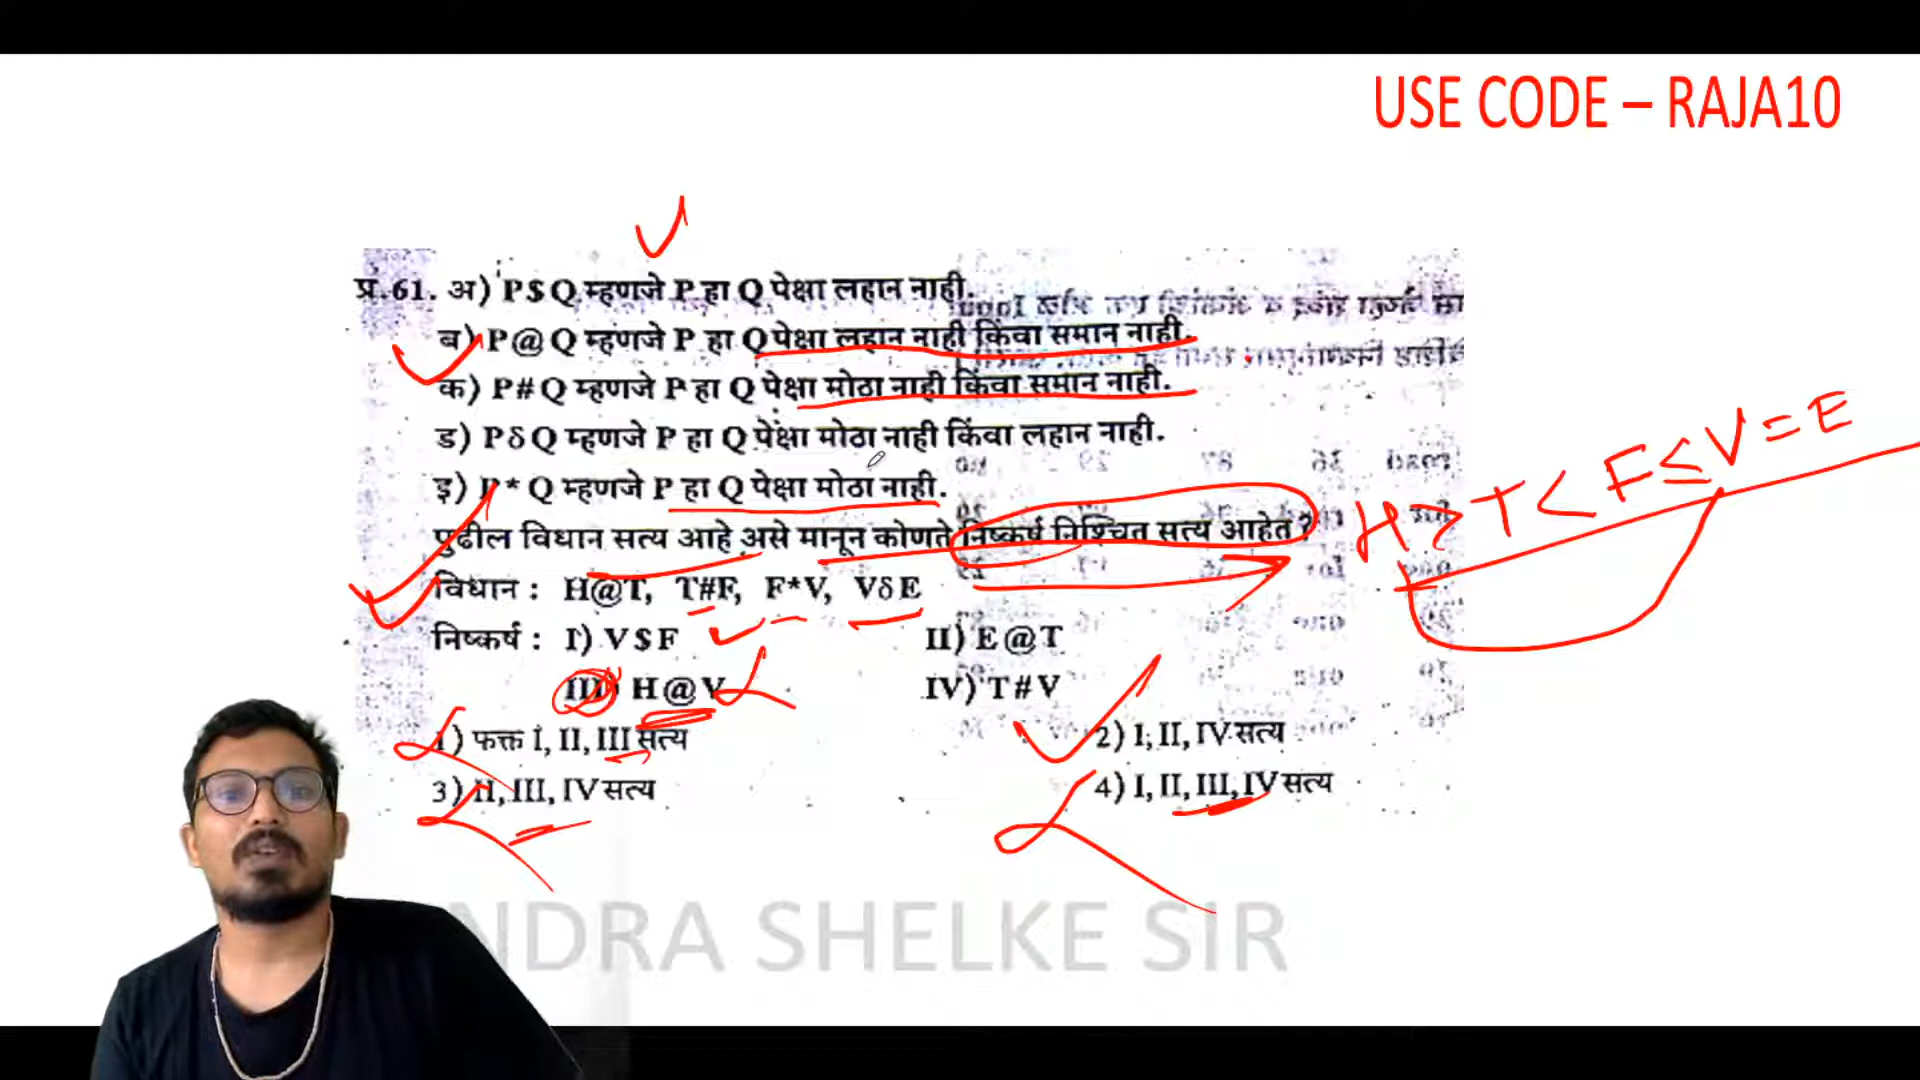 USE CODE – RAJA10
प्र.61. अ) P$Q म्हणजे P हा Q पेक्षा लहान नाही.
ब) P@Q म्हणजे P हा Q पेक्षा लहान नाही किंवा समान नाही.
क) P#Q म्हणजे P हा Q पेक्षा मोठा नाही किंवा समान नाही.
ड) PδQ म्हणजे P हा Q पेक्षा मोठा नाही किंवा लहान नाही.
इ) P*Q म्हणजे P हा Q पेक्षा मोठा नाही.
पुढील विधान सत्य आहे असे मानून कोणते निष्कर्ष निश्चित सत्य आहेत ?
H > T < F ≤ V = E
विधान : H@T, T#F, F*V, VδE
निष्कर्ष : I) V$F II) E@T
III) H@V IV) T#V
1) फक्त I, II, III सत्य 2) I, II, IV सत्य
3) II, III, IV सत्य 4) I, II, III, IV सत्य
NDRA SHELKE SIR